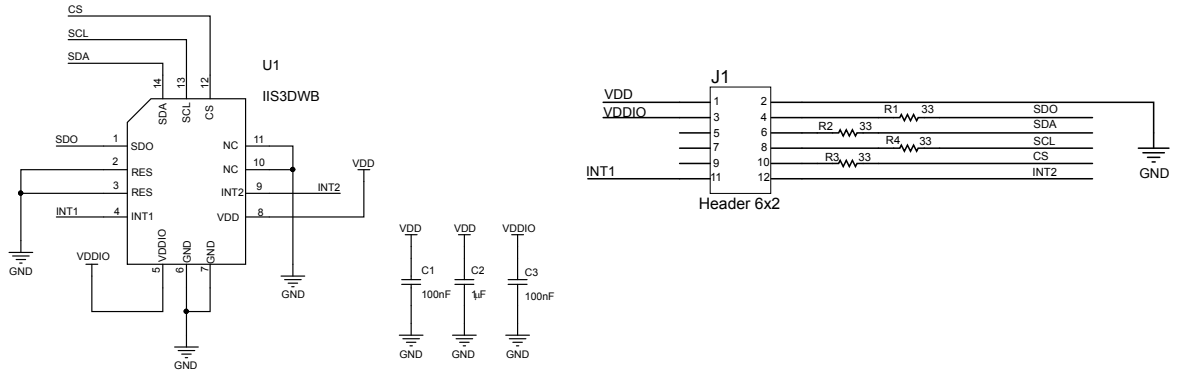 CS
SCL
SDA
U1
IIS3DWB
14
13
12
SDA
SCL
CS
SDO
1
SDO
2
RES
3
RES
INT1
4
INT1
NC
11
NC
10
INT2
9
INT2
VDD
8
VDD
VDDIO
GND
GND
5
6
7
VDDIO
GND
GND
GND
VDD
C1
100nF
GND
VDD
C2
1µF
GND
VDDIO
C3
100nF
GND
J1
VDD
1
2
VDDIO
3
4
R1
33
SDO
5
6
R2
33
SDA
7
8
R4
33
SCL
9
10
R3
33
CS
INT1
11
12
INT2
GND
Header 6x2